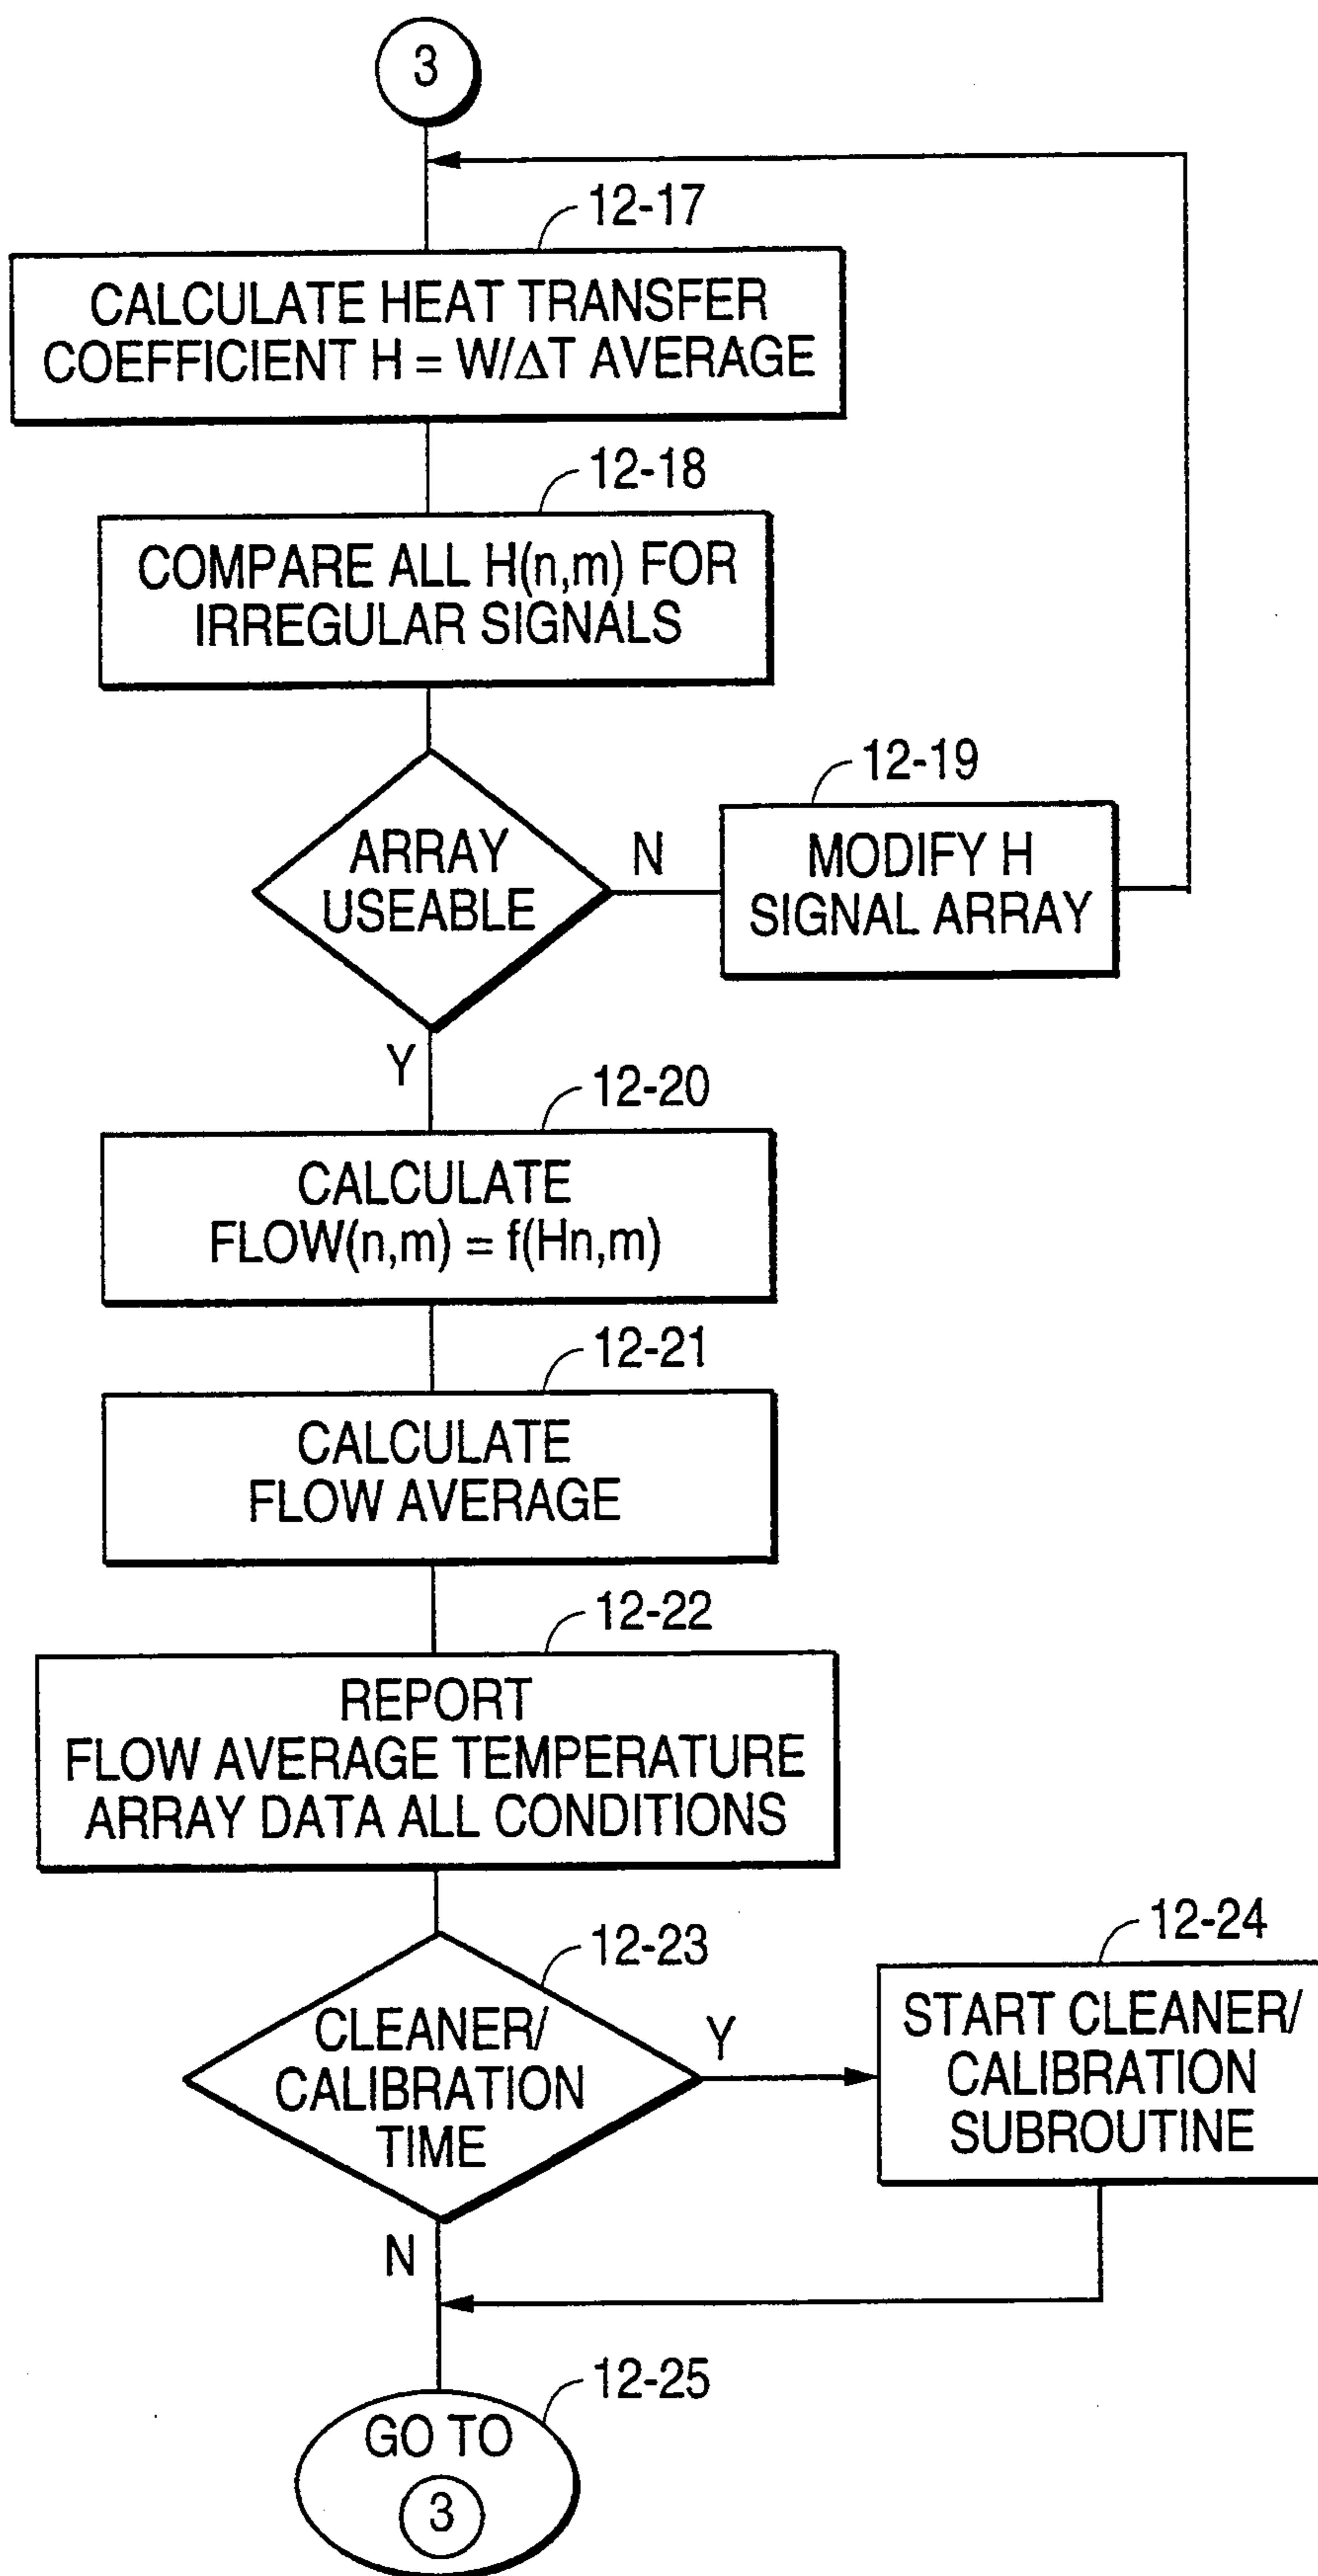 3
12-17
CALCULATE HEAT TRANSFER
COEFFICIENT H = W/ΔT AVERAGE
12-18
COMPARE ALL H(n,m) FOR
IRREGULAR SIGNALS
12-19
ARRAY
USEABLE
N
MODIFY H
SIGNAL ARRAY
Y
12-20
CALCULATE
FLOW(n,m) = f(Hn,m)
12-21
CALCULATE
FLOW AVERAGE
12-22
REPORT
FLOW AVERAGE TEMPERATURE
ARRAY DATA ALL CONDITIONS
12-23
CLEANER/
CALIBRATION
TIME
Y
12-24
START CLEANER/
CALIBRATION
SUBROUTINE
N
12-25
GO TO
3